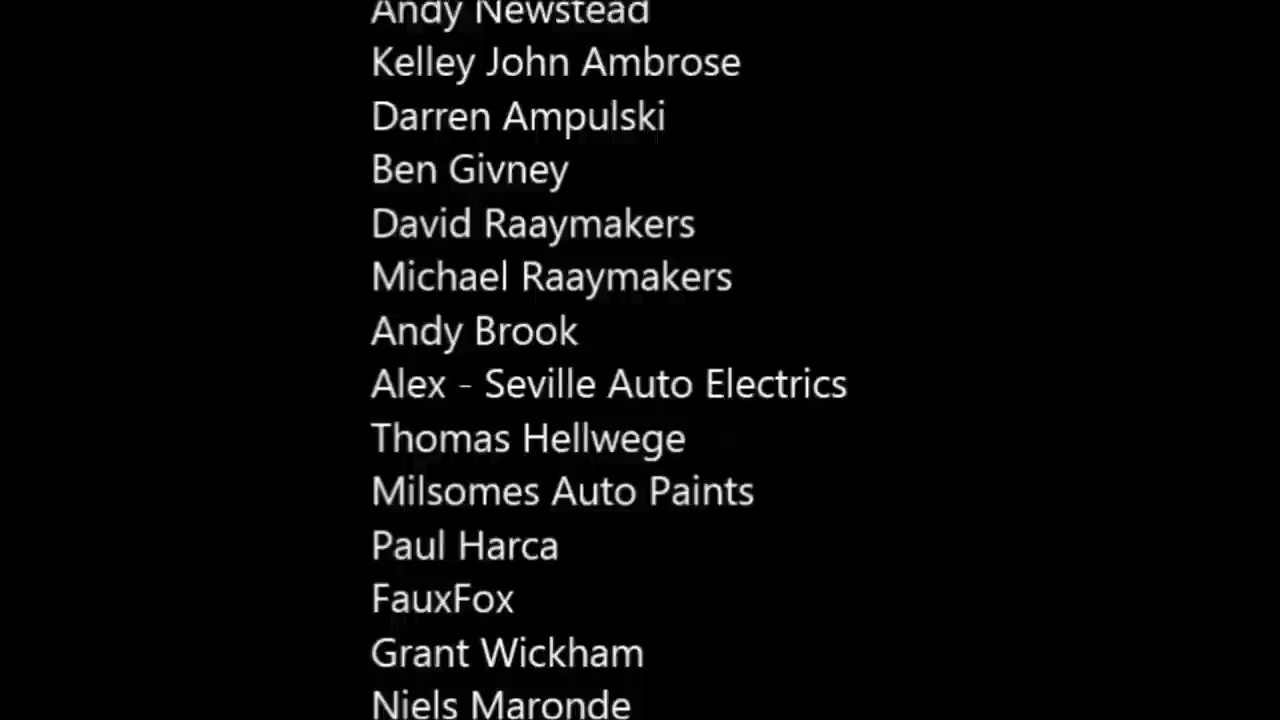 Andy Newstead
Kelley John Ambrose
Darren Ampulski
Ben Givney
David Raaymakers
Michael Raaymakers
Andy Brook
Alex - Seville Auto Electrics
Thomas Hellwege
Milsomes Auto Paints
Paul Harca
FauxFox
Grant Wickham
Niels Maronde